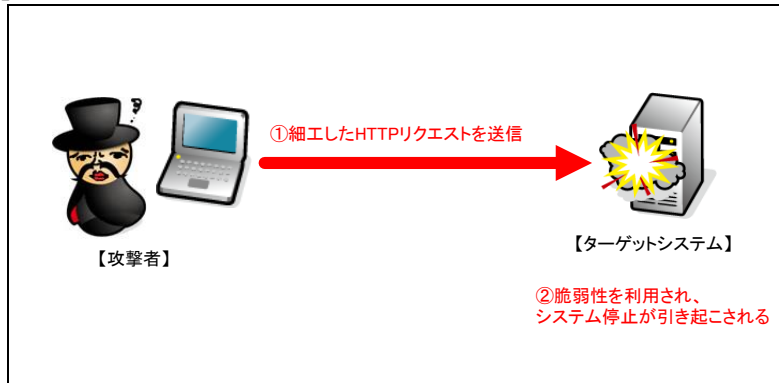 ①細工したHTTPリクエストを送信
【攻撃者】
【ターゲットシステム】
②脆弱性を利用され、
システム停止が引き起こされる